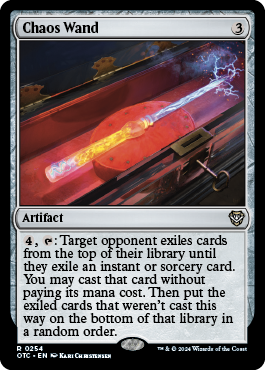 Chaos Wand 3
Artifact
4, T: Target opponent exiles cards
from the top of their library until
they exile an instant or sorcery card.
You may cast that card without
paying its mana cost. Then put the
exiled cards that weren't cast this
way on the bottom of that library in
a random order.
R 0254
OTC • EN Kari Christensen
™ & © 2024 Wizards of the Coast